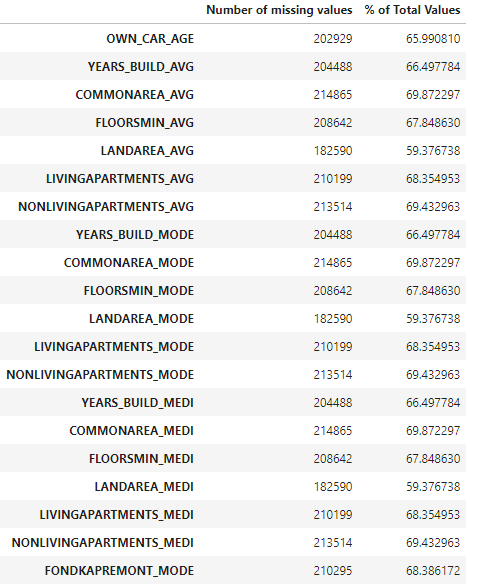 Number of missing values % of Total Values
OWN_CAR_AGE 202929 65.990810
YEARS_BUILD_AVG 204488 66.497784
COMMONAREA_AVG 214865 69.872297
FLOORSMIN_AVG 208642 67.848630
LANDAREA_AVG 182590 59.376738
LIVINGAPARTMENTS_AVG 210199 68.354953
NONLIVINGAPARTMENTS_AVG 213514 69.432963
YEARS_BUILD_MODE 204488 66.497784
COMMONAREA_MODE 214865 69.872297
FLOORSMIN_MODE 208642 67.848630
LANDAREA_MODE 182590 59.376738
LIVINGAPARTMENTS_MODE 210199 68.354953
NONLIVINGAPARTMENTS_MODE 213514 69.432963
YEARS_BUILD_MEDI 204488 66.497784
COMMONAREA_MEDI 214865 69.872297
FLOORSMIN_MEDI 208642 67.848630
LANDAREA_MEDI 182590 59.376738
LIVINGAPARTMENTS_MEDI 210199 68.354953
NONLIVINGAPARTMENTS_MEDI 213514 69.432963
FONDKAPREMONT_MODE 210295 68.386172